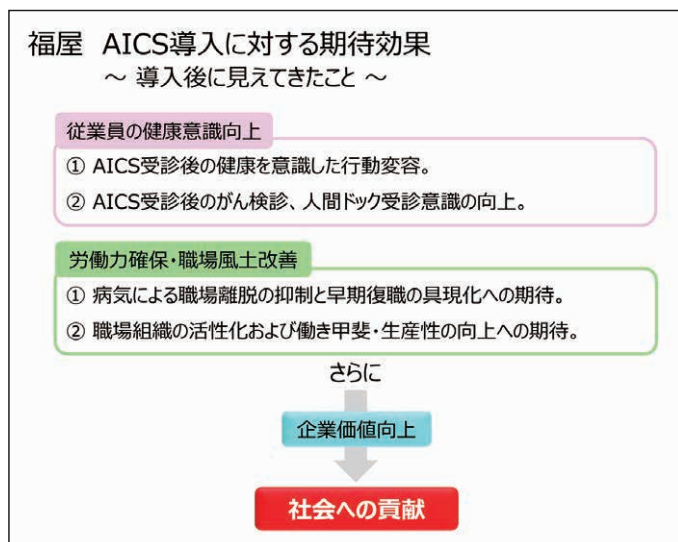 福屋 AICS導入に対する期待効果
～ 導入後に見えてきたこと ～
従業員の健康意識向上
① AICS受診後の健康を意識した行動変容。
② AICS受診後のがん検診、人間ドック受診意識の向上。
労働力確保・職場風土改善
① 病気による職場離脱の抑制と早期復職の具現化への期待。
② 職場組織の活性化および働き甲斐・生産性の向上への期待。
さらに
企業価値向上
社会への貢献